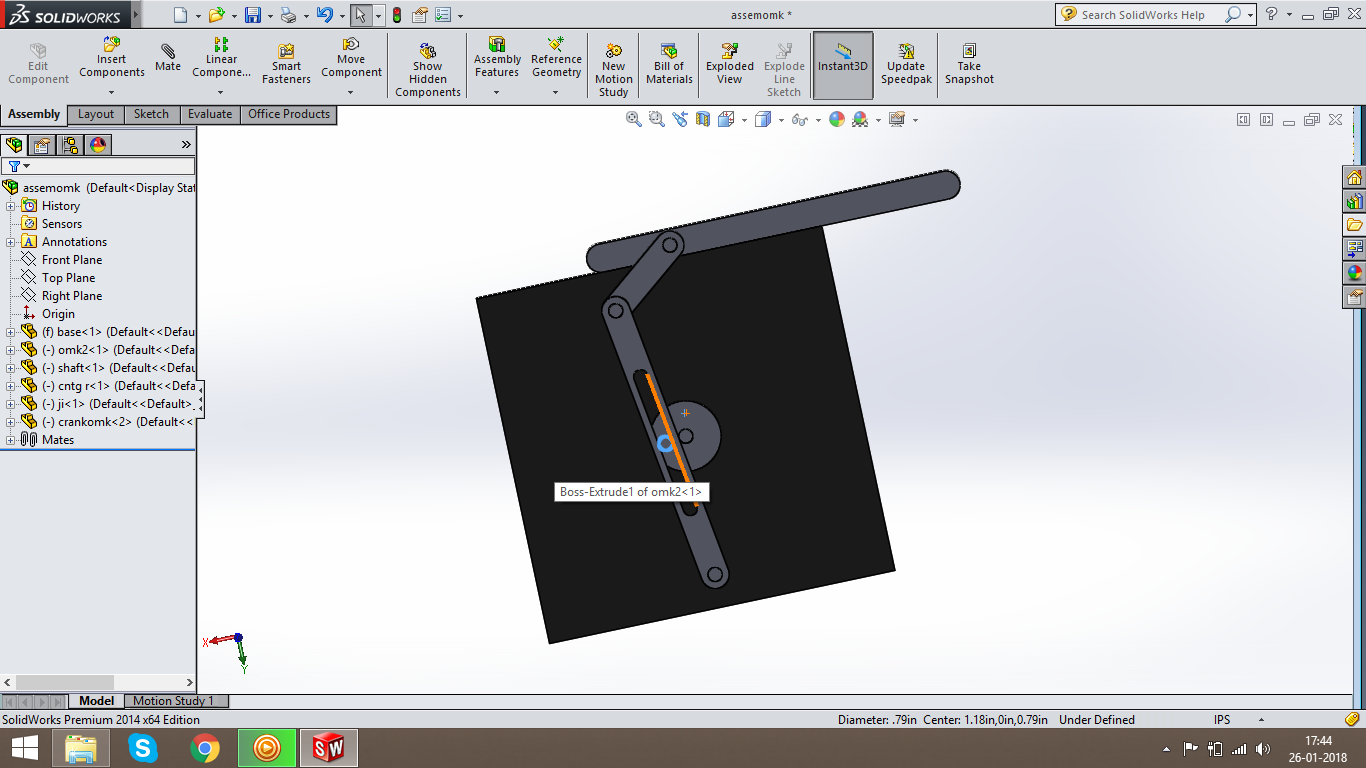 SOLIDWORKS
assemomk *
Search SolidWorks Help
Edit
Component
Insert
Components
Mate
Linear
Compone...
Smart
Fasteners
Move
Component
Show
Hidden
Components
Assembly
Features
Reference
Geometry
New
Motion
Study
Bill of
Materials
Exploded
View
Explode
Line
Sketch
Instant3D
Update
Speedpak
Take
Snapshot
Assembly
Layout
Sketch
Evaluate
Office Products
assemomk (Default<Display Stat
History
Sensors
Annotations
Front Plane
Top Plane
Right Plane
Origin
(f) base<1> (Default<<Defau
(-) omk2<1> (Default<<Defa
(-) shaft<1> (Default<<Defau
(-) cntg r<1> (Default<<Defa
(-) ji<1> (Default<<Default>_
(-) crankomk<2> (Default<<
Mates
Boss-Extrude1 of omk2<1>
X
Y
Model
Motion Study 1
SolidWorks Premium 2014 x64 Edition
Diameter: .79in Center: 1.18in,0in,0.79in Under Defined
IPS
SW
17:44
26-01-2018